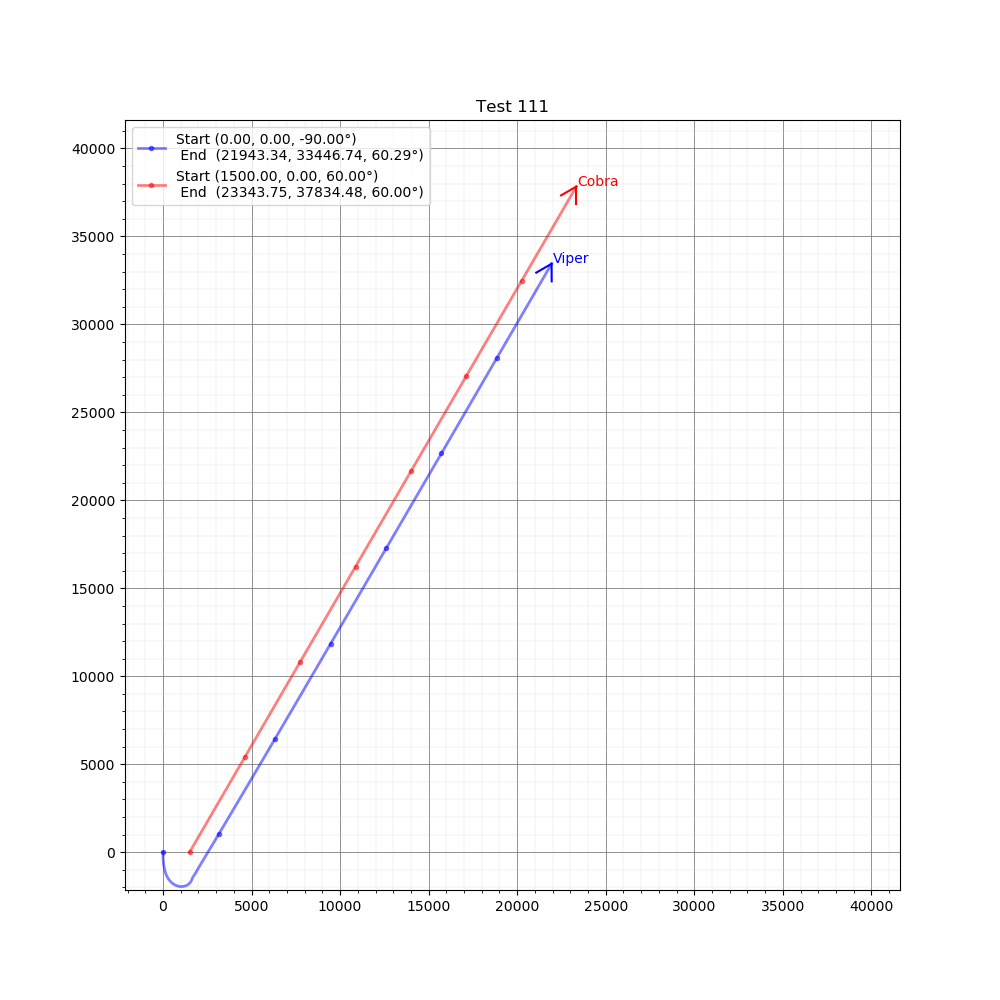 Test 111
Start (0.00, 0.00, -90.00°)
End (21943.34, 33446.74, 60.29°)
Start (1500.00, 0.00, 60.00°)
End (23343.75, 37834.48, 60.00°)
Cobra
Viper
40000
35000
30000
25000
20000
15000
10000
5000
0
0 5000 10000 15000 20000 25000 30000 35000 40000